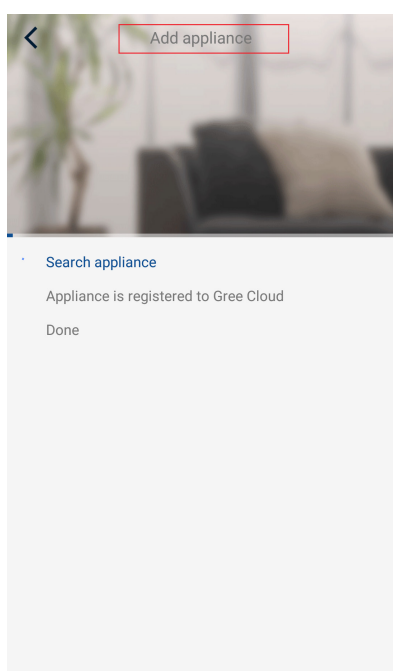 Add appliance
Search appliance
Appliance is registered to Gree Cloud
Done